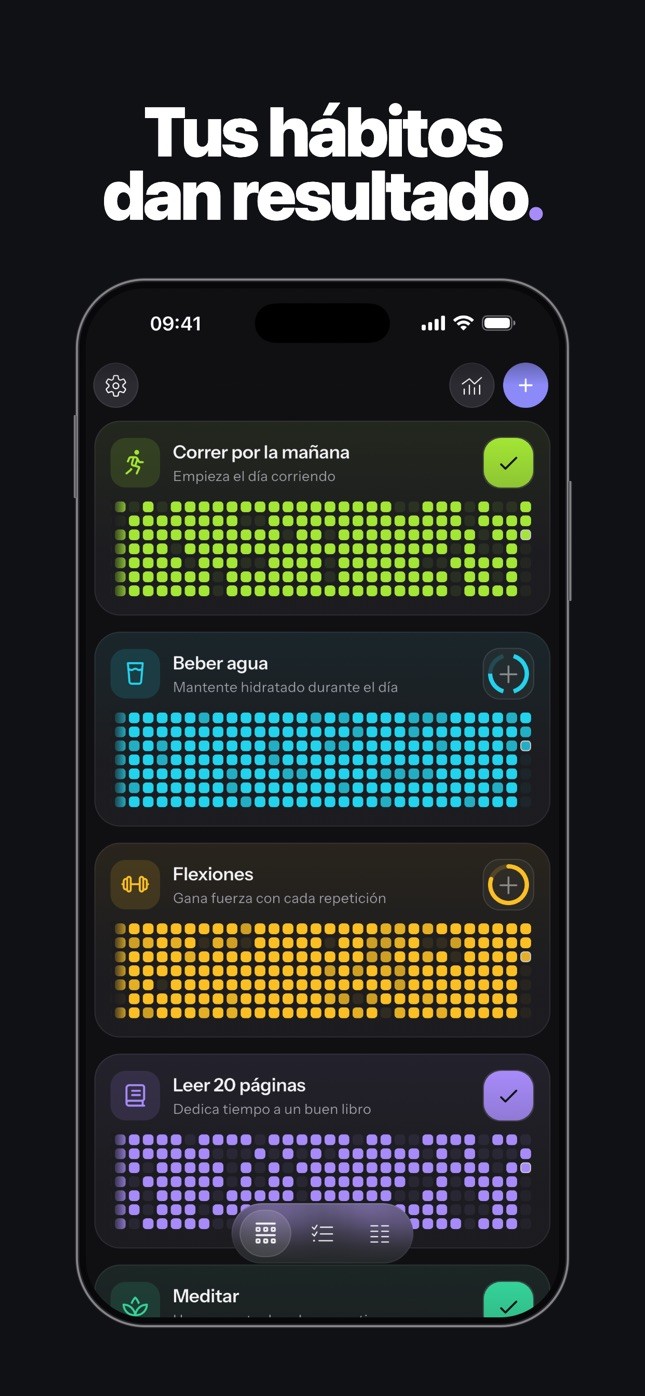 Tus hábitos
dan resultado.
09:41
Correr por la mañana
Empieza el día corriendo
Beber agua
Mantente hidratado durante el día
Flexiones
Gana fuerza con cada repetición
Leer 20 páginas
Dedica tiempo a un buen libro
Meditar